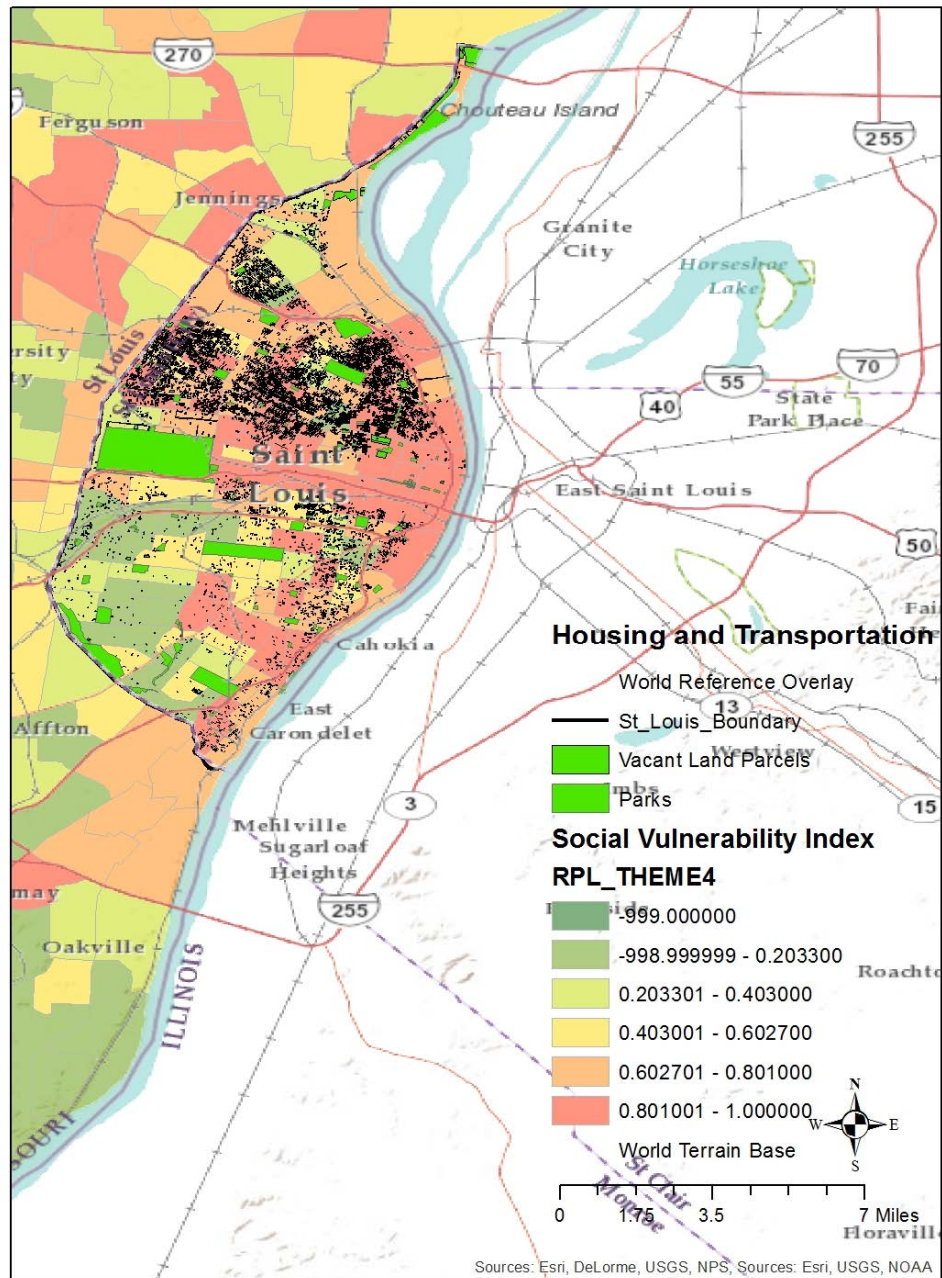 270
Chouteau Island
Ferguson
255
Jennings
Granite
City
Horseshoe
Lake
ersity
St Louis
70
55
40
State
Park Place
Saint
Louis
East Saint Louis
50
Cahokia
Housing and Transportation
World Reference Overlay
13
East
Carondelet
St_Louis_Boundary
Affton
Westview
Vacant Land Parcels
Parks
3
15
Mehlville
Sugarloaf
Heights
Social Vulnerability Index
RPL_THEME4
may
255
-999.000000
Oakville
-998.999999 - 0.203300
ILLINOIS
Roachto
0.203301 - 0.403000
0.403001 - 0.602700
0.602701 - 0.801000
0.801001 - 1.000000
N
W E
S
SOURI
World Terrain Base
St Clair
Monroe
0 1.75 3.5 7 Miles
Floraville
Sources: Esri, DeLorme, USGS, NPS, Sources: Esri, USGS, NOAA